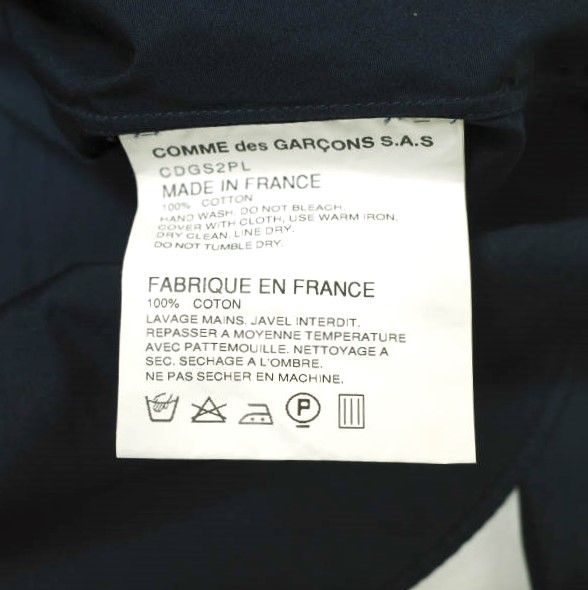 COMME des GARÇONS S.A.S
CDGS2PL
MADE IN FRANCE
100% COTTON
HAND WASH. DO NOT BLEACH.
COVER WITH CLOTH, USE WARM IRON.
DRY CLEAN. LINE DRY.
DO NOT TUMBLE DRY.
FABRIQUE EN FRANCE
100% COTON
LAVAGE MAINS. JAVEL INTERDIT.
REPASSER A MOYENNE TEMPERATURE
AVEC PATTEMOUILLE. NETTOYAGE A
SEC. SECHAGE A L'OMBRE.
NE PAS SECHER EN MACHINE.
P